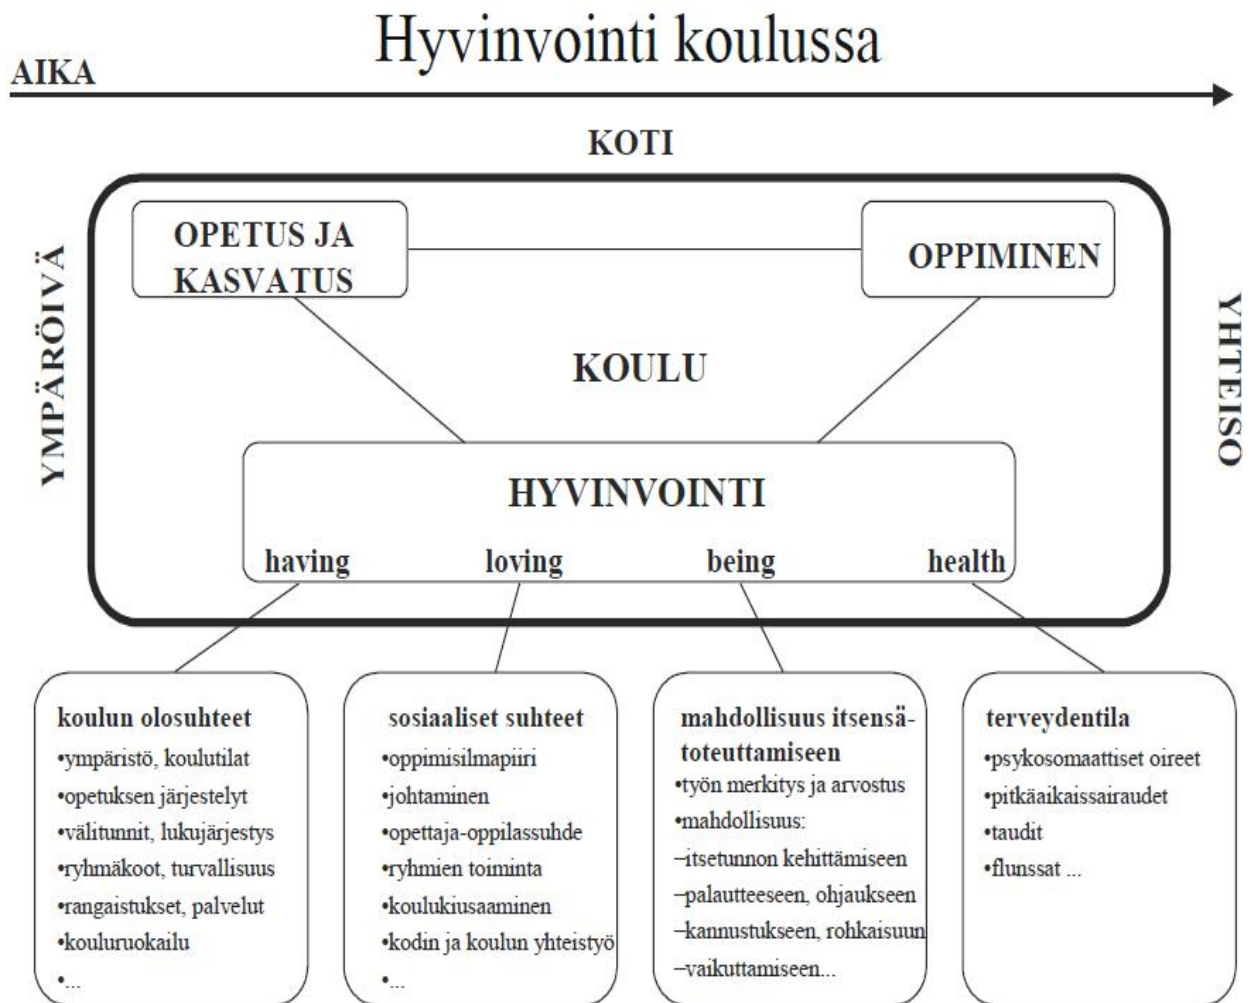 Hyvinvointi koulussa
AIKA
KOTI
YMPÄRÖIVÄ
YHTEISO
OPETUS JA
KASVATUS
OPPIMINEN
KOULU
HYVINVOINTI
having
loving
being
health
koulun olosuhteet
•ympäristö, koulutilat
•opetuksen järjestelyt
•välitunnit, lukujärjestys
•ryhmäkoot, turvallisuus
•rangaistukset, palvelut
•kouluruokailu
•...
sosiaaliset suhteet
•oppimisilmapiiri
•johtaminen
•opettaja-oppilassuhde
•ryhmien toiminta
•koulukiusaaminen
•kodin ja koulun yhteistyö
•...
mahdollisuus itsensä-
toteuttamiseen
•työn merkitys ja arvostus
•mahdollisuus:
–itsetunnon kehittämiseen
–palautteeseen, ohjaukseen
–kannustukseen, rohkaisuun
–vaikuttamiseen...
terveydentila
•psykosomaattiset oireet
•pitkäaikaissairaudet
•taudit
•flunssat ...